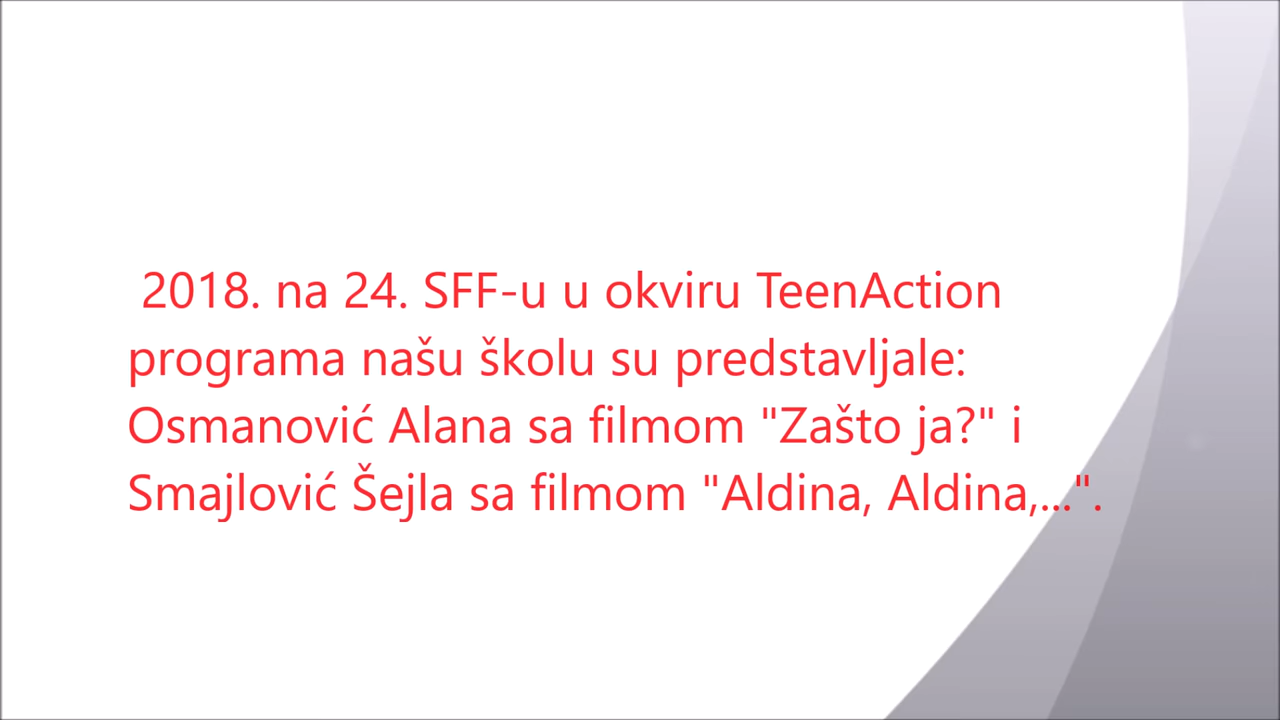 2018. na 24. SFF-u u okviru TeenAction
programa našu školu su predstavljale:
Osmanović Alana sa filmom "Zašto ja?" i
Smajlović Šejla sa filmom "Aldina, Aldina,...".